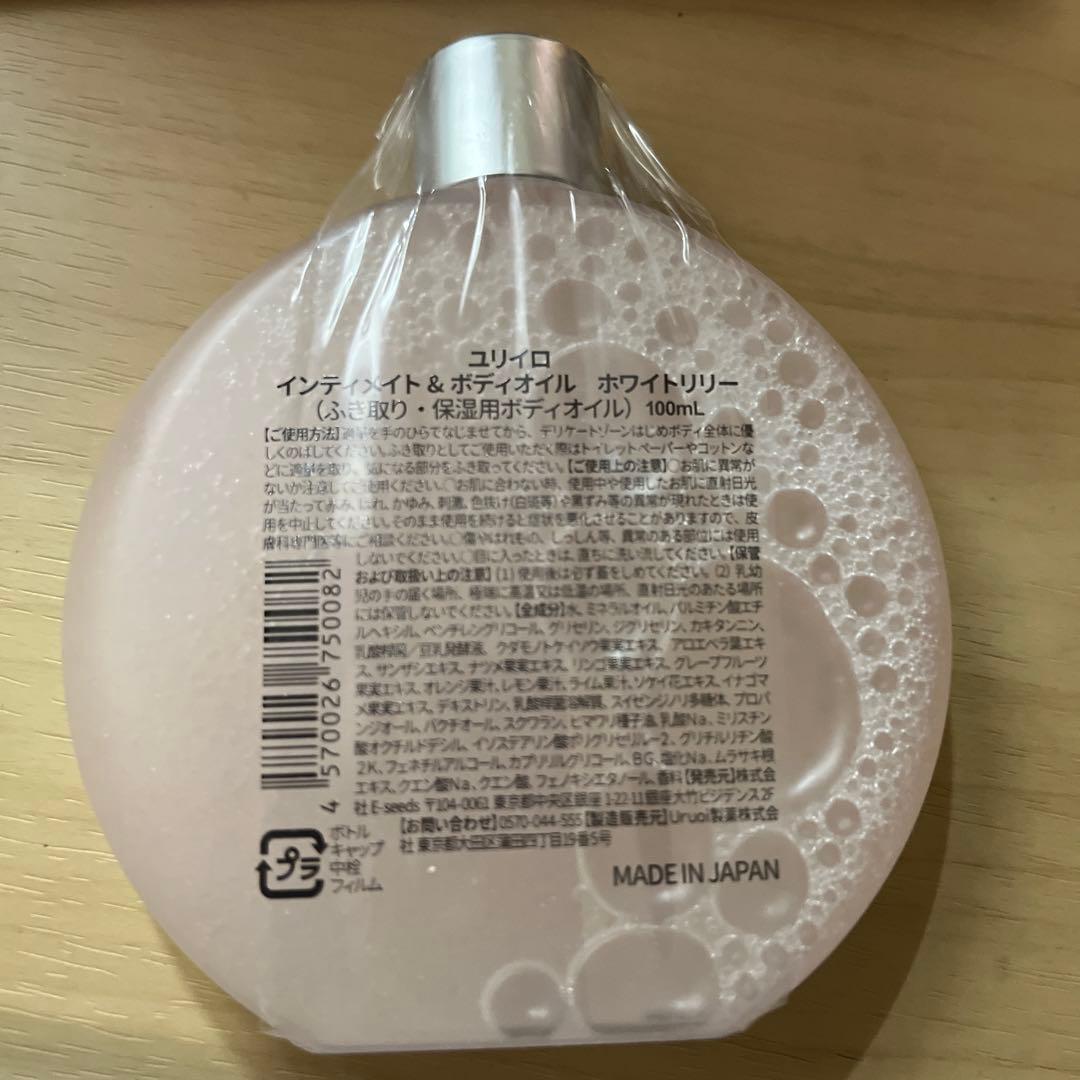 ユリイロ
インティメイト & ボディオイル ホワイトリリー
(ふき取り・保湿用ボディオイル) 100mL
【ご使用方法】適量を手のひらでなじませてから、デリケートゾーンはじめボディ全体に優
しくのばしてください。ふき取りとしてご使用いただく際はトイレットペーパーやコットンな
どに適量を取り、気になる部分をふき取ってください。【ご使用上の注意】○お肌に異常が
ないか注意してご使用ください。○お肌に合わない時、使用中や使用したお肌に直射日光
が当たって赤み、はれ、かゆみ、刺激、色抜け(白斑等)や黒ずみ等の異常が現れたときは使
用を中止してください。そのまま使用を続けると症状を悪化させることがありますので、皮
膚科専門医等にご相談ください。○傷やはれもの、しっしん等、異常のある部位には使用
しないでください。○目に入ったときは、直ちに洗い流してください。【保管
および取扱い上の注意】(1) 使用後は必ず蓋をしめてください。(2) 乳幼
児の手の届く場所、極端に高温又は低温の場所、直射日光のあたる場所
には保管しないでください。【全成分】水、ミネラルオイル、パルミチン酸エチ
ルヘキシル、ペンチレングリコール、グリセリン、ジグリセリン、カキタンニン、
乳酸桿菌/豆乳発酵液、クダモノトケイソウ果実エキス、アロエベラ葉エキ
ス、サンザシエキス、ナツメ果実エキス、リンゴ果実エキス、グレープフルーツ
果実エキス、オレンジ果汁、レモン果汁、ライム果汁、ソケイ花エキス、イナゴマ
メ果実エキス、デキストリン、乳酸桿菌溶解質、スイゼンジノリ多糖体、プロパ
ンジオール、バクチオール、スクワラン、ヒマワリ種子油、乳酸Na、ミリスチン
酸オクチルドデシル、イソステアリン酸ポリグリセリル-2、グリチルリチン酸
2K、フェネチルアルコール、カプリリルグリコール、BG、塩化Na、ムラサキ根
エキス、クエン酸Na、クエン酸、フェノキシエタノール、香料【発売元】株式会
社 E-seeds 〒104-0061 東京都中央区銀座 1-22-11銀座大竹ビジデンス2F
【お問い合わせ】0570-044-555【製造販売元】Uruoi製薬株式会
社 東京都大田区蒲田四丁目19番5号
4 570026 750082
プラ
ボトル
キャップ
中栓
フィルム
MADE IN JAPAN